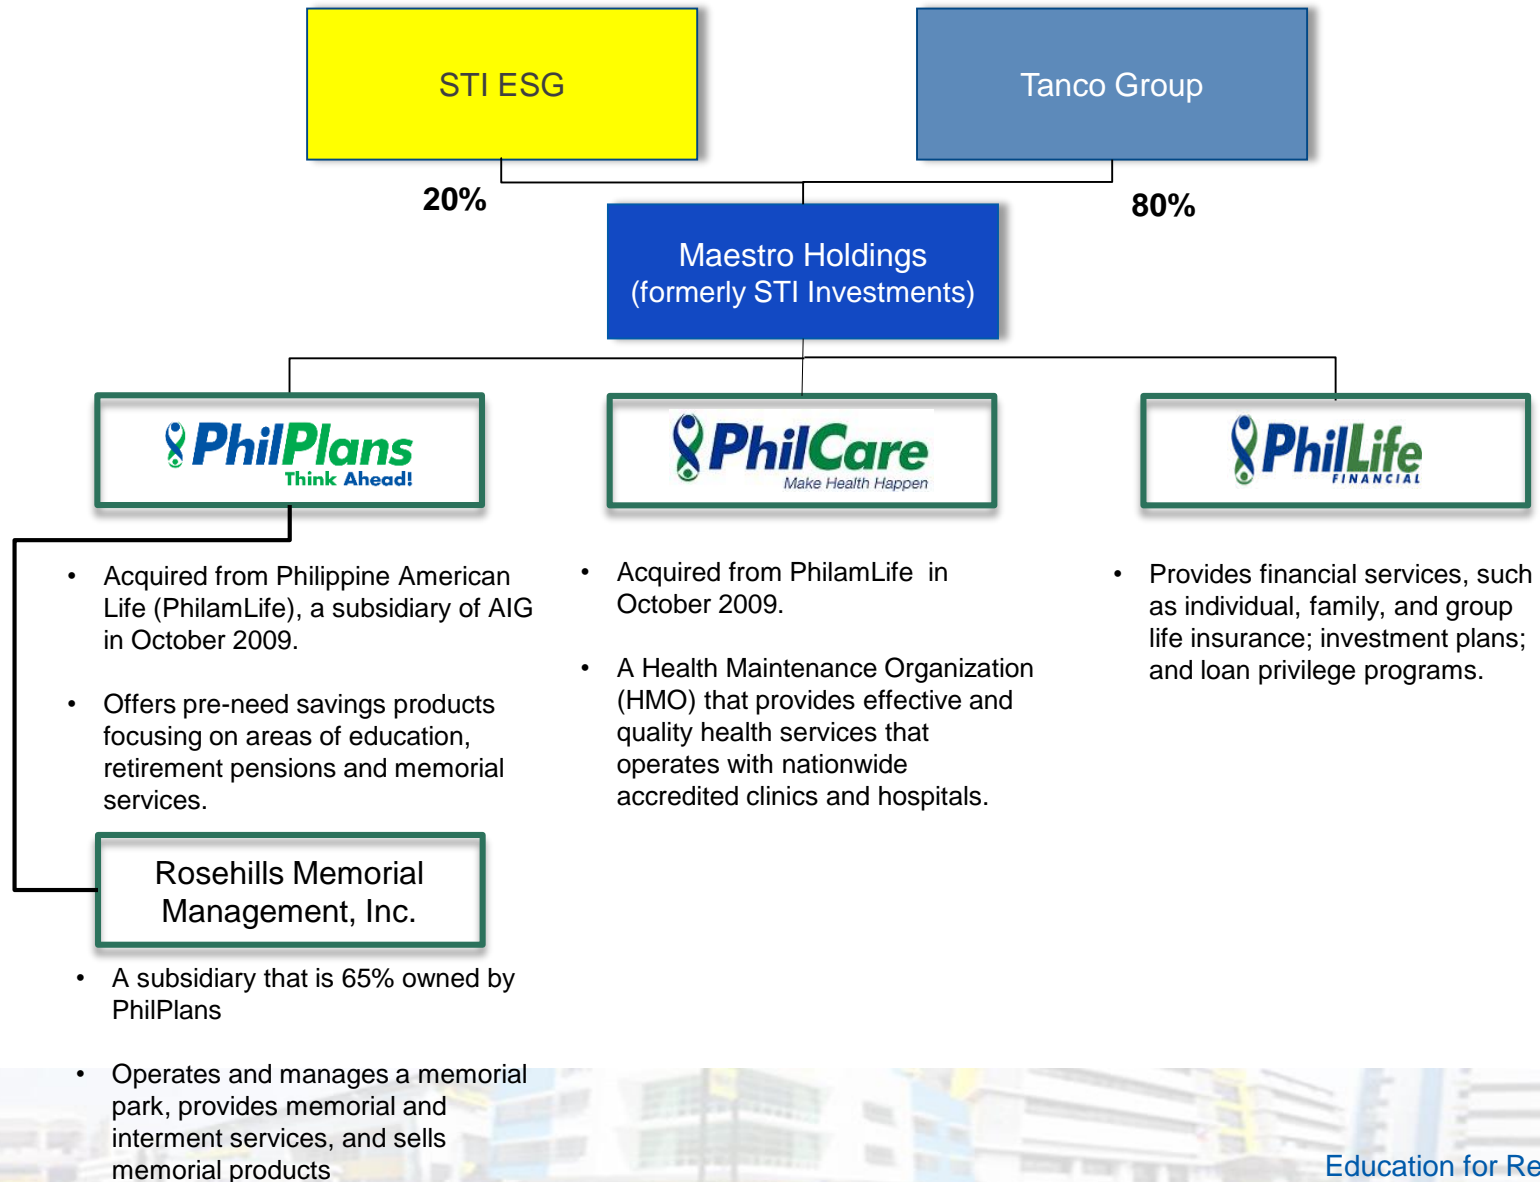 STI ESG
Tanco Group
20%
80%
Maestro Holdings
(formerly STI Investments)
PhilPlans
Think Ahead!
PhilCare
Make Health Happen
PhilLife
FINANCIAL
• Acquired from Philippine American
Life (PhilamLife), a subsidiary of AIG
in October 2009.
• Offers pre-need savings products
focusing on areas of education,
retirement pensions and memorial
services.
• Acquired from PhilamLife in
October 2009.
• A Health Maintenance Organization
(HMO) that provides effective and
quality health services that
operates with nationwide
accredited clinics and hospitals.
• Provides financial services, such
as individual, family, and group
life insurance; investment plans;
and loan privilege programs.
Rosehills Memorial
Management, Inc.
• A subsidiary that is 65% owned by
PhilPlans
• Operates and manages a memorial
park, provides memorial and
interment services, and sells
memorial products
Education for Re